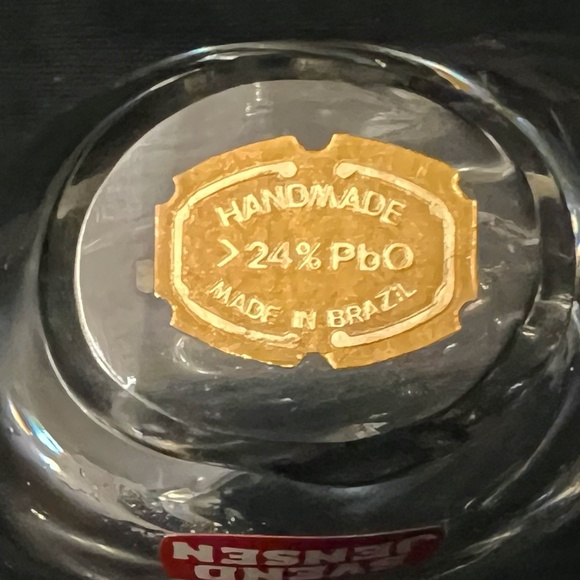 HANDMADE
>24% PbO
MADE IN BRAZIL
SVEND
JENSEN